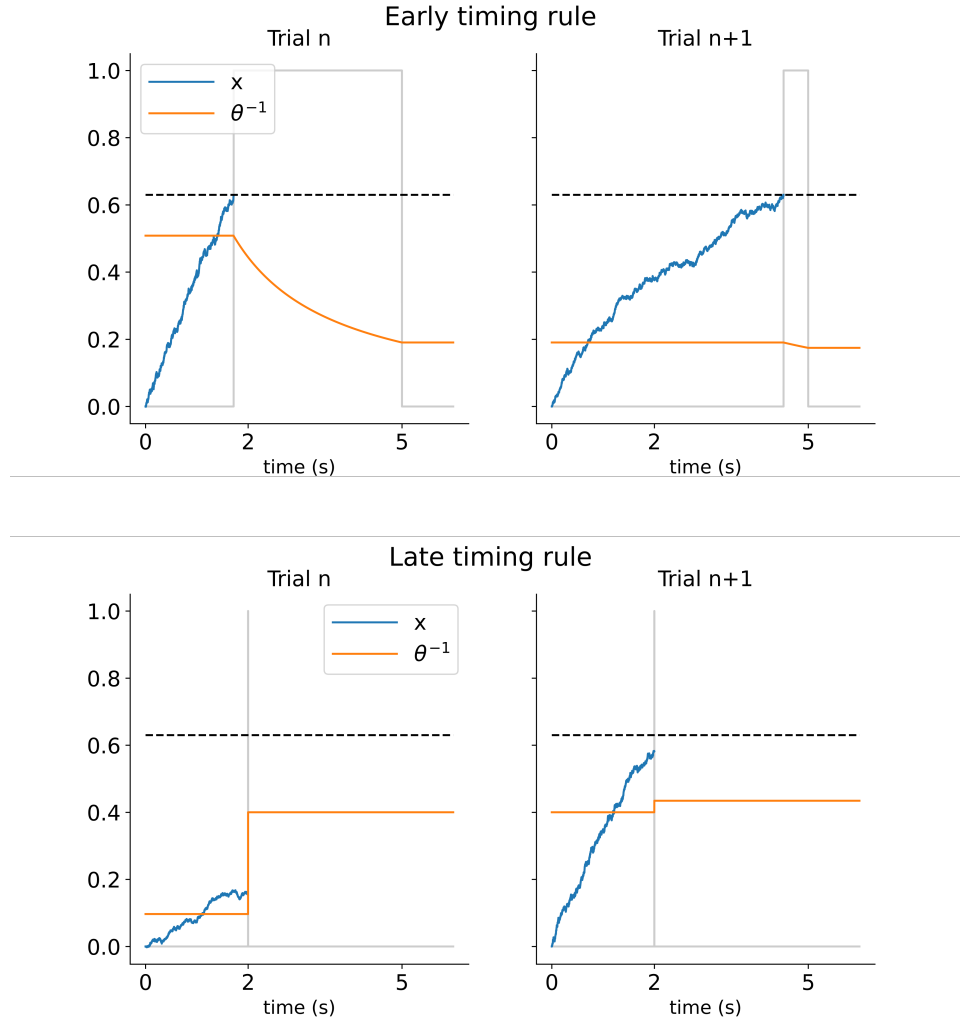 Early timing rule
Trial n
Trial n+1
1.0
0.8
0.6
0.4
0.2
0.0
x
θ⁻¹
0 2 5
0 2 5
time (s)
time (s)
Late timing rule
Trial n
Trial n+1
1.0
0.8
0.6
0.4
0.2
0.0
x
θ⁻¹
0 2 5
0 2 5
time (s)
time (s)